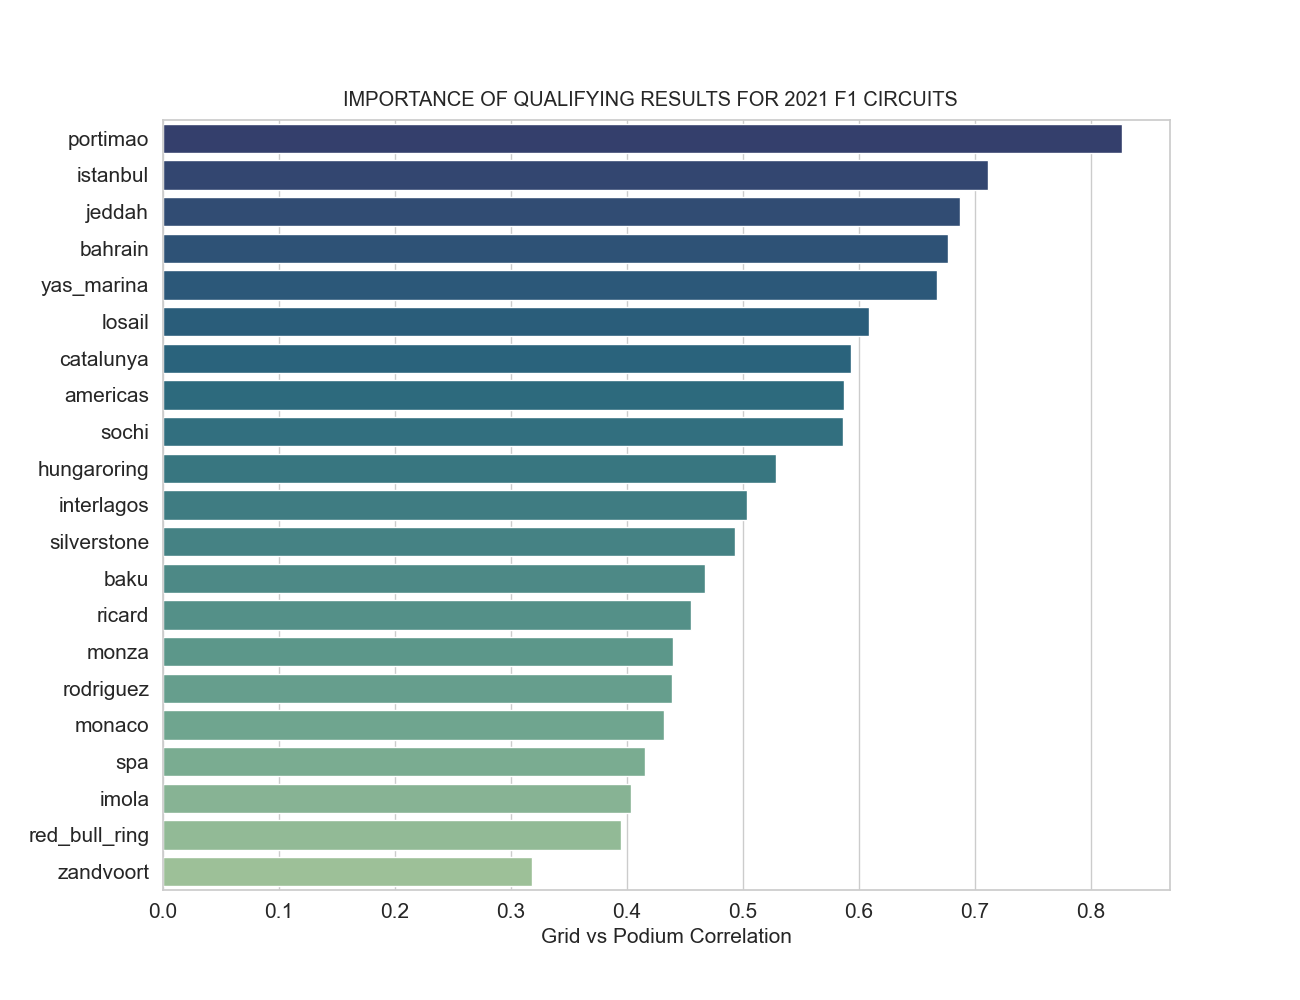 IMPORTANCE OF QUALIFYING RESULTS FOR 2021 F1 CIRCUITS
portimao
istanbul
jeddah
bahrain
yas_marina
losail
catalunya
americas
sochi
hungaroring
interlagos
silverstone
baku
ricard
monza
rodriguez
monaco
spa
imola
red_bull_ring
zandvoort
0.0 0.1 0.2 0.3 0.4 0.5 0.6 0.7 0.8
Grid vs Podium Correlation